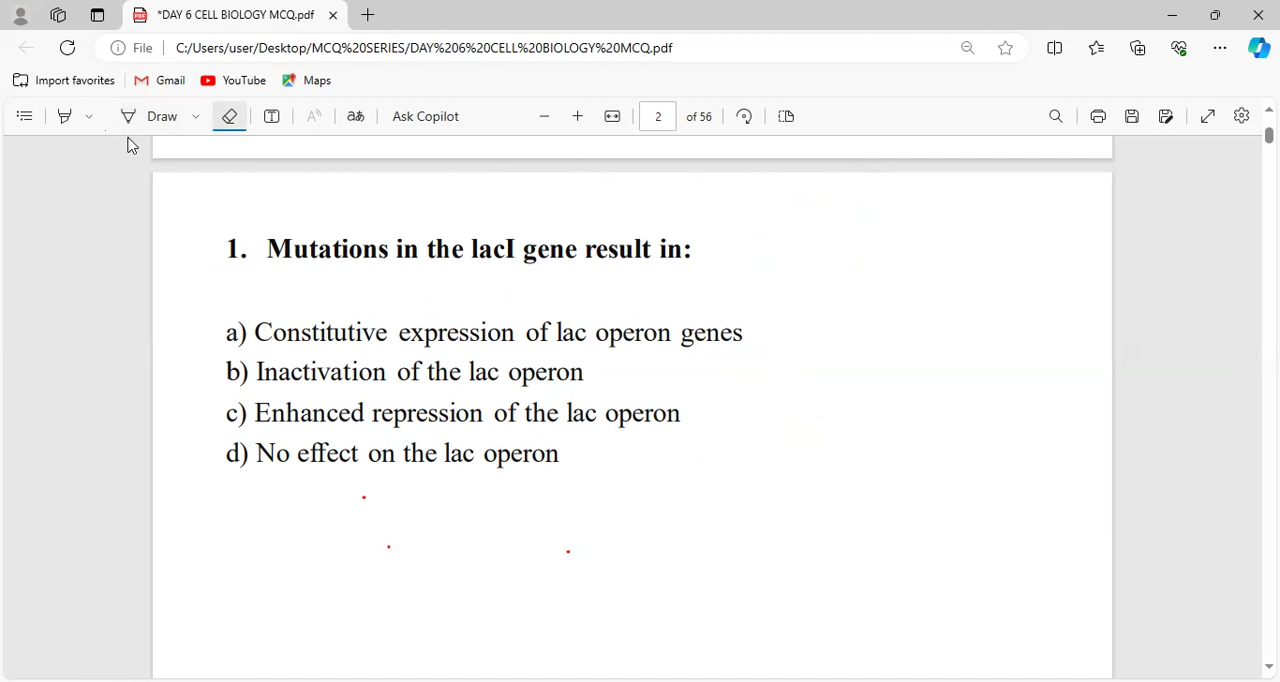 *DAY 6 CELL BIOLOGY MCQ.pdf
File C:/Users/user/Desktop/MCQ%20SERIES/DAY%206%20CELL%20BIOLOGY%20MCQ.pdf
Import favorites Gmail YouTube Maps
Draw aあ Ask Copilot 2 of 56
1. Mutations in the lacI gene result in:
a) Constitutive expression of lac operon genes
b) Inactivation of the lac operon
c) Enhanced repression of the lac operon
d) No effect on the lac operon